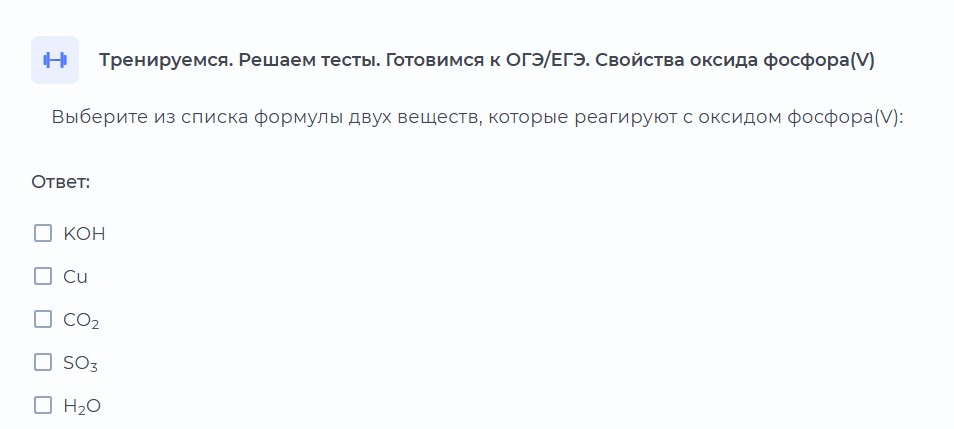 Тренируемся. Решаем тесты. Готовимся к ОГЭ/ЕГЭ. Свойства оксида фосфора(V)
Выберите из списка формулы двух веществ, которые реагируют с оксидом фосфора(V):
Ответ:
KOH
Cu
CO₂
SO₃
H₂O